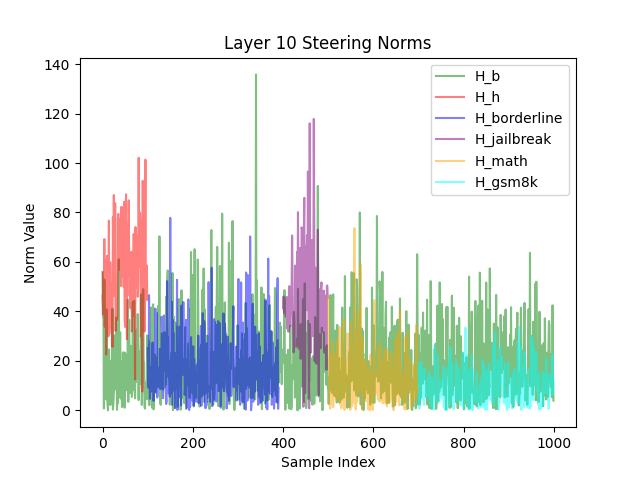 Layer 10 Steering Norms
140
120
100
80
60
40
20
0
Norm Value
H_b
H_h
H_borderline
H_jailbreak
H_math
H_gsm8k
0
200
400
600
800
1000
Sample Index